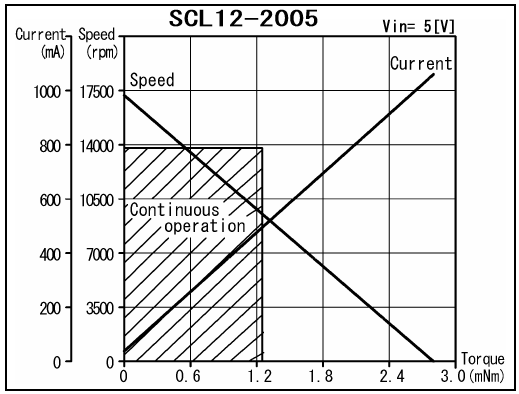 SCL12-2005
Vin= 5[V]
Current
(mA)
Speed
(rpm)
Speed
Current
1000
17500
800
14000
600
10500
400
7000
200
3500
0
0
Continuous
operation
0
0.6
1.2
1.8
2.4
3.0
Torque
(mNm)